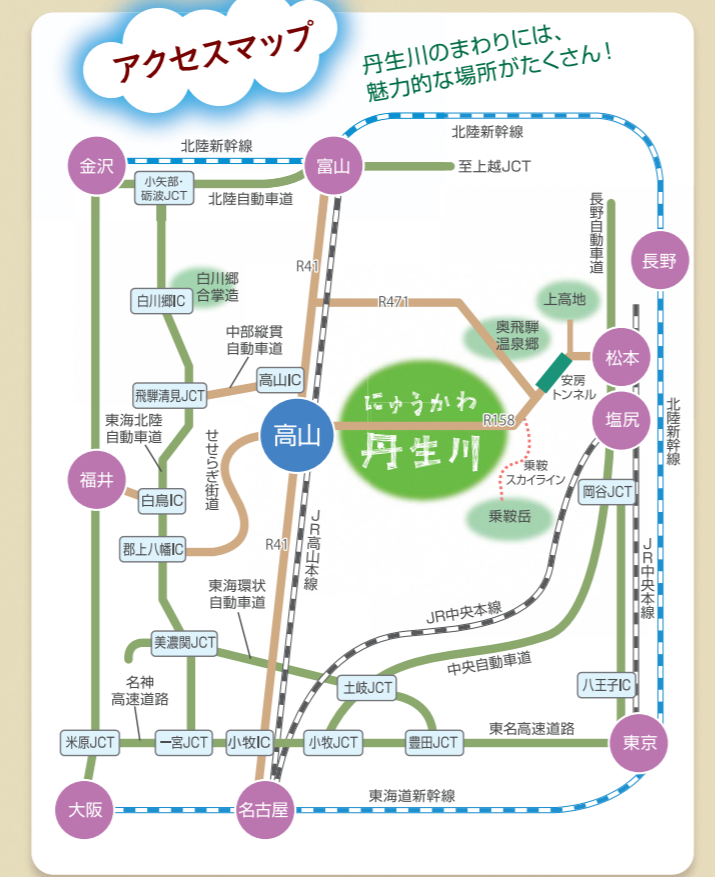 アクセスマップ
丹生川のまわりには、
魅力的な場所がたくさん！
北陸新幹線
北陸新幹線
金沢
富山
小矢部・
砺波JCT
北陸自動車道
至上越JCT
長野自動車道
長野
R41
白川郷
合掌造
白川郷IC
R471
上高地
奥飛騨
温泉郷
中部縦貫
自動車道
松本
安房
トンネル
高山IC
飛騨清見JCT
にゅうかわ
丹生川
R158
高山
塩尻
北陸新幹線
東海北陸
自動車道
せせらぎ街道
福井
白鳥IC
乗鞍
スカイライン
乗鞍岳
岡谷JCT
郡上八幡IC
R41
JR高山本線
JR中央本線
東海環状
自動車道
JR中央本線
美濃関JCT
中央自動車道
名神
高速道路
土岐JCT
八王子IC
東名高速道路
米原JCT
一宮JCT
小牧IC
小牧JCT
豊田JCT
東京
大阪
名古屋
東海道新幹線